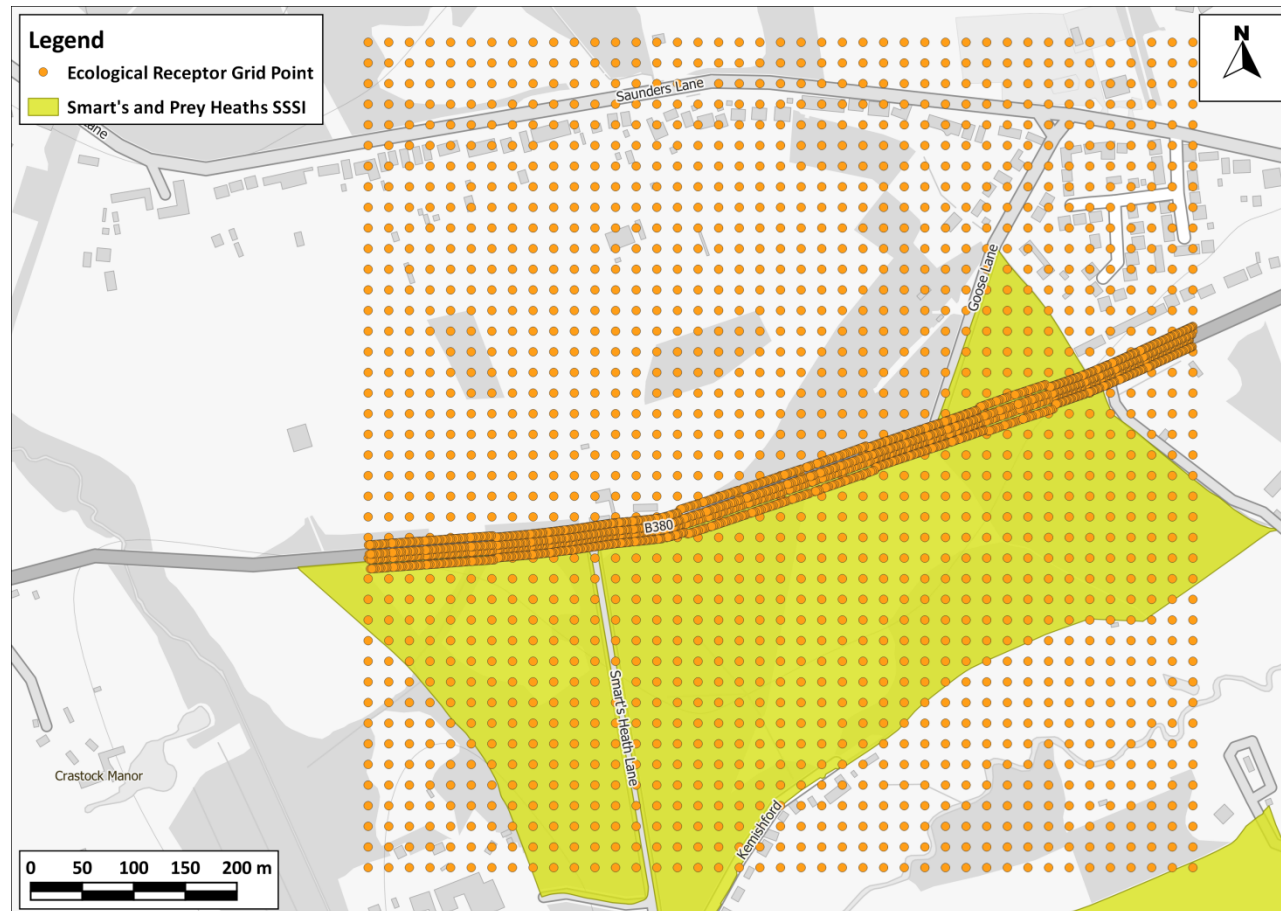 Legend
Ecological Receptor Grid Point
Smart's and Prey Heaths SSSI
N
Saunders Lane
Lane
Goose Lane
B380
Smart's Heath Lane
Crastock Manor
Kemishford
0 50 100 150 200 m